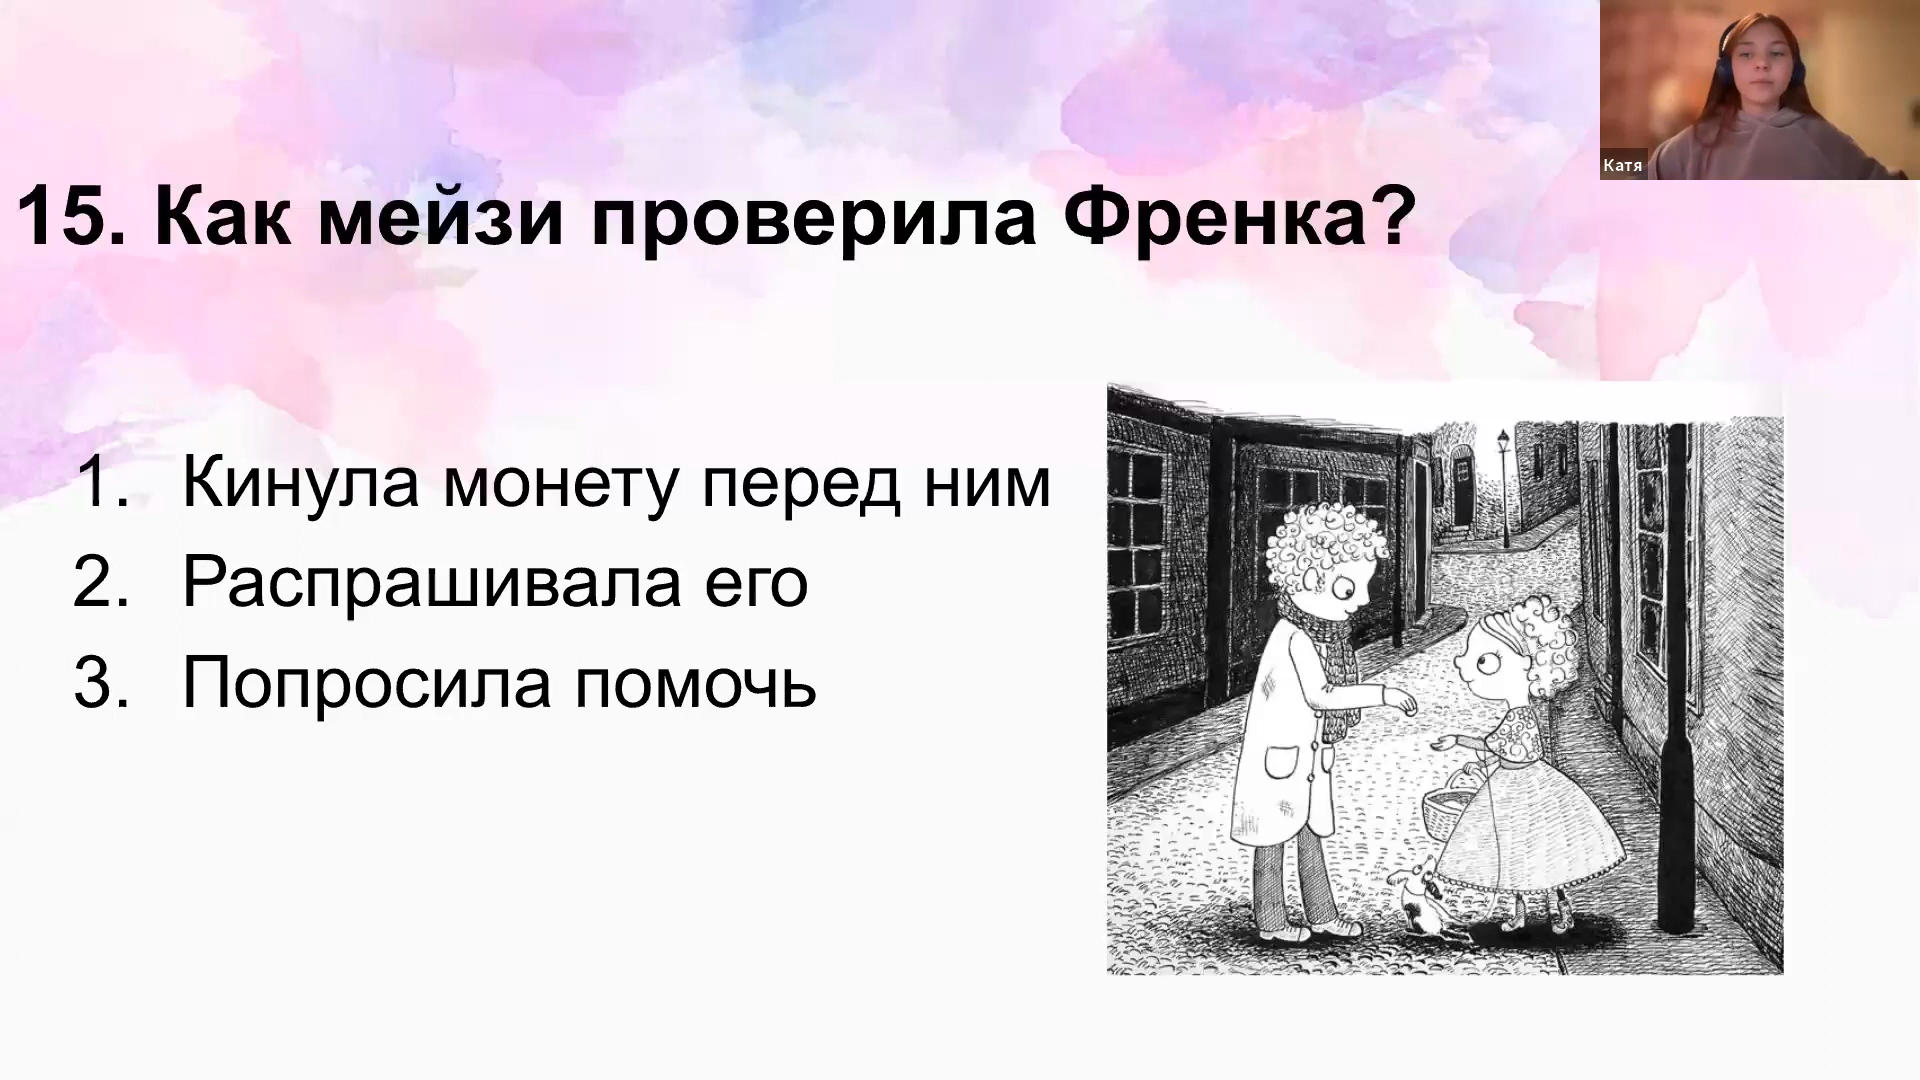 Катя
15. Как мейзи проверила Френка?
1. Кинула монету перед ним
2. Распрашивала его
3. Попросила помочь